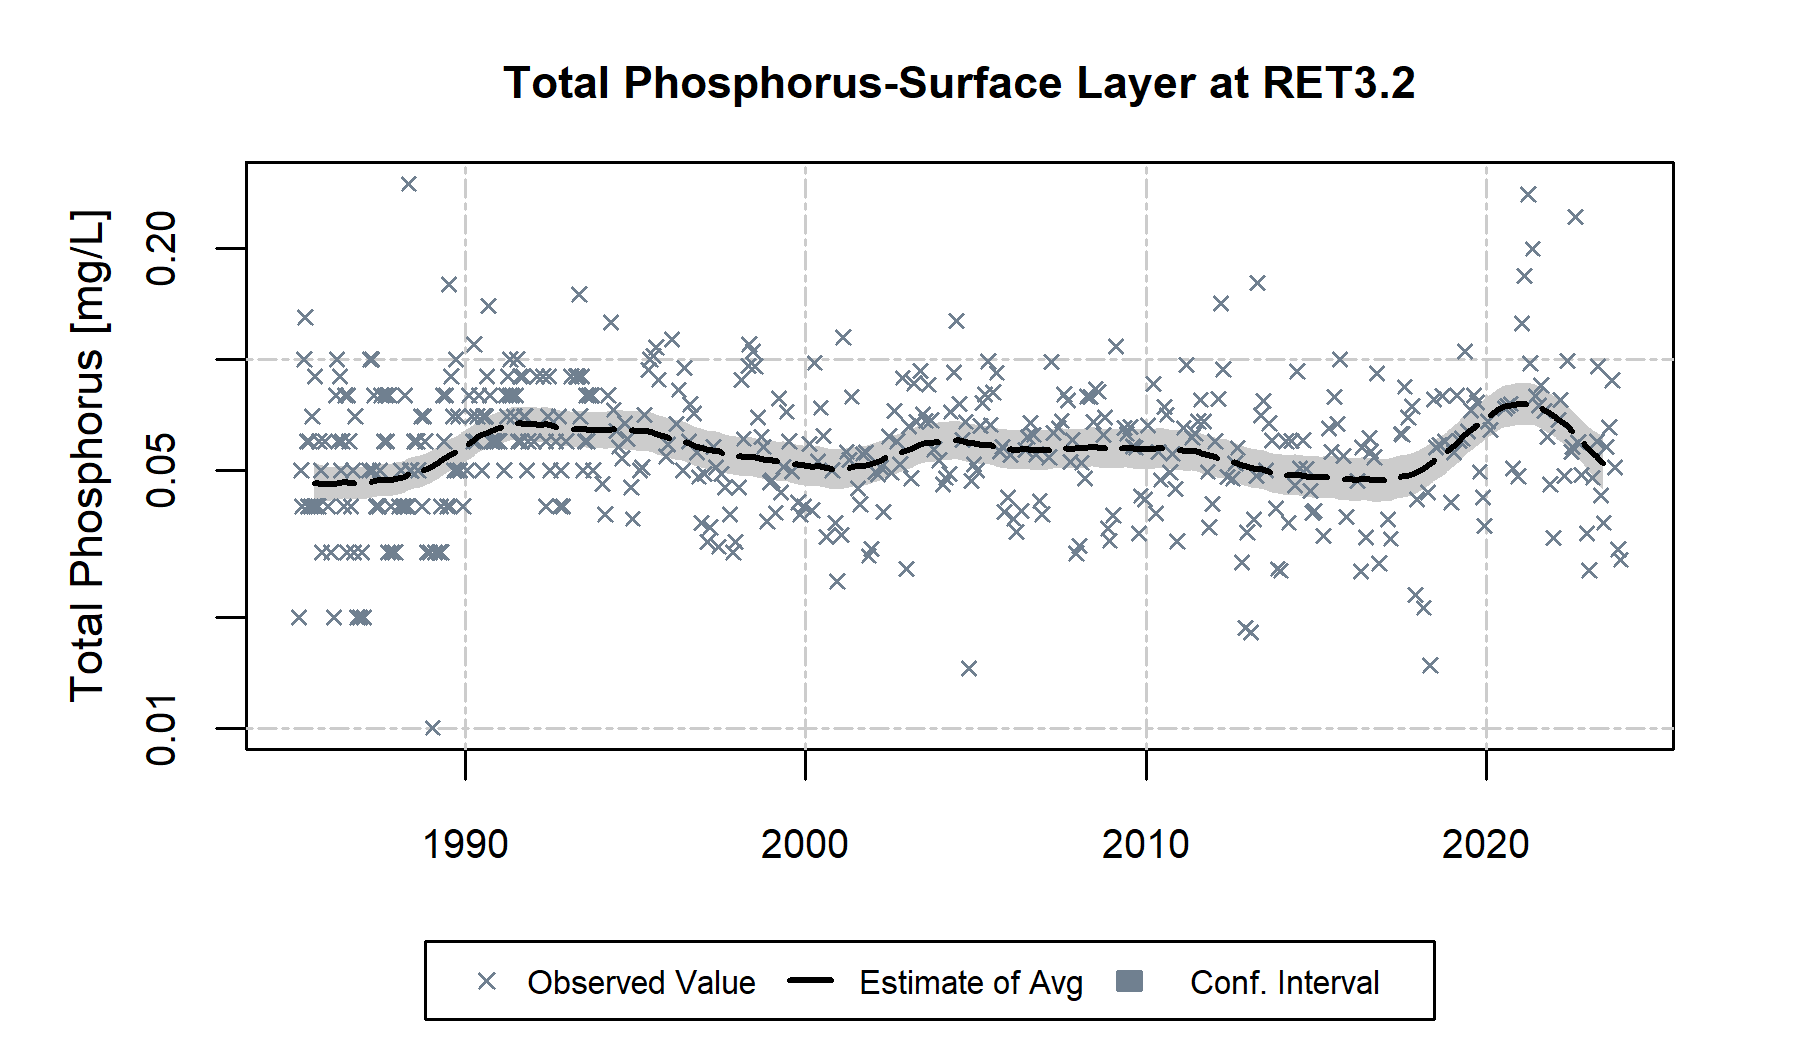 Total Phosphorus-Surface Layer at RET3.2
Total Phosphorus [mg/L]
0.20
0.05
0.01
1990 2000 2010 2020
Observed Value Estimate of Avg Conf. Interval